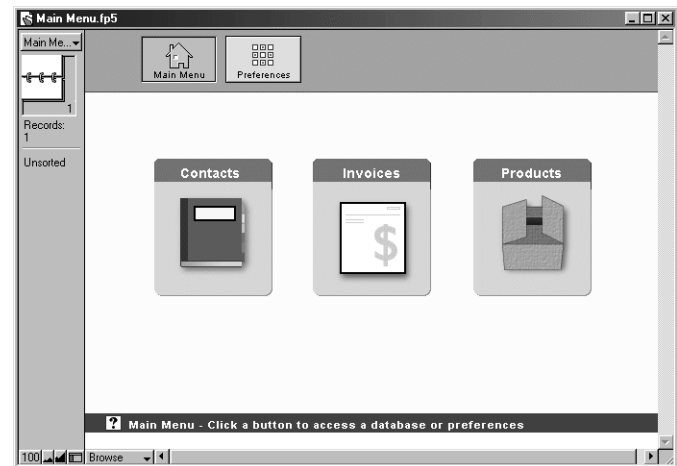 Main Menu.fp5
Main Me...
1
Records:
1
Unsorted
Main Menu
Preferences
Contacts
Invoices
Products
$
? Main Menu - Click a button to access a database or preferences
100
Browse